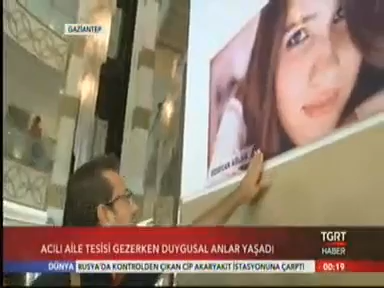 GAZİANTEP
TGRT
HABER
ACILI AİLE TESİSİ GEZERKEN DUYGUSAL ANLAR YAŞADI
DÜNYA
RUSYA'DA KONTROLDEN ÇIKAN CİP AKARYAKIT İSTASYONUNA ÇARPTI
00:19